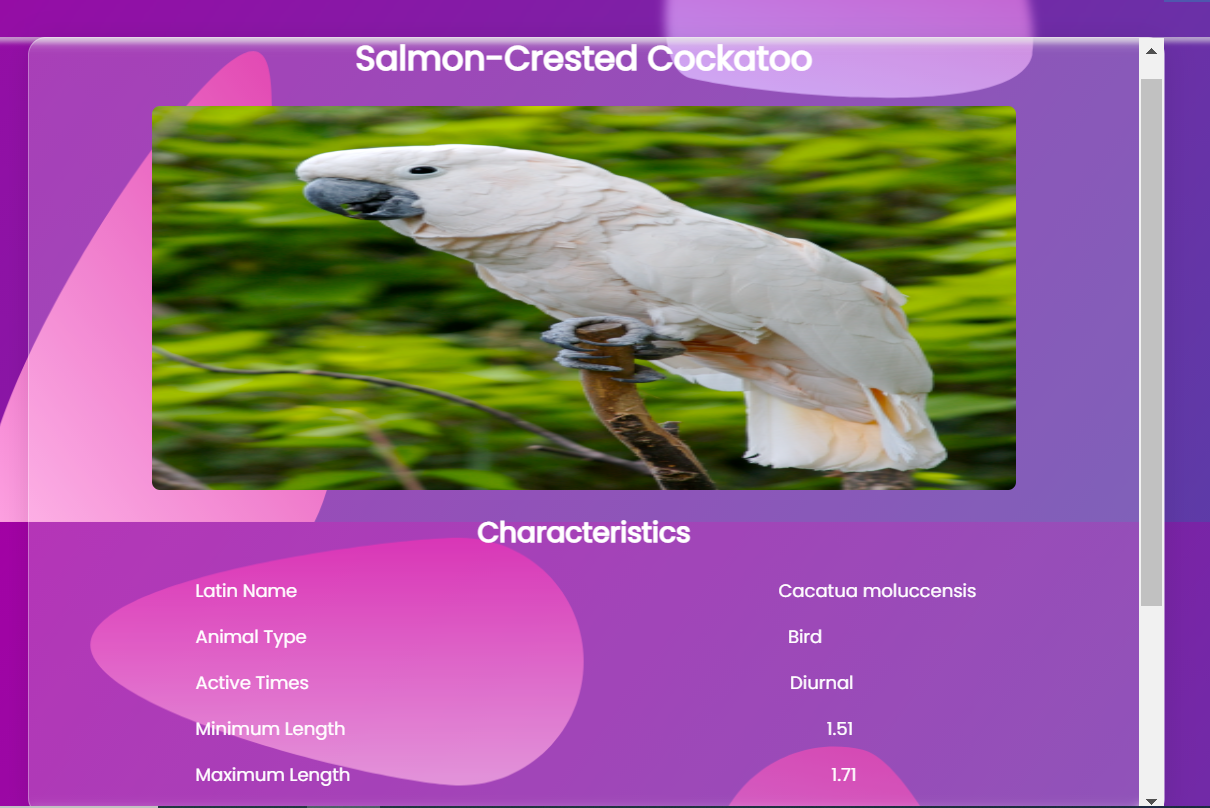 Salmon-Crested Cockatoo
Characteristics
Latin Name Cacatua moluccensis
Animal Type Bird
Active Times Diurnal
Minimum Length 1.51
Maximum Length 1.71